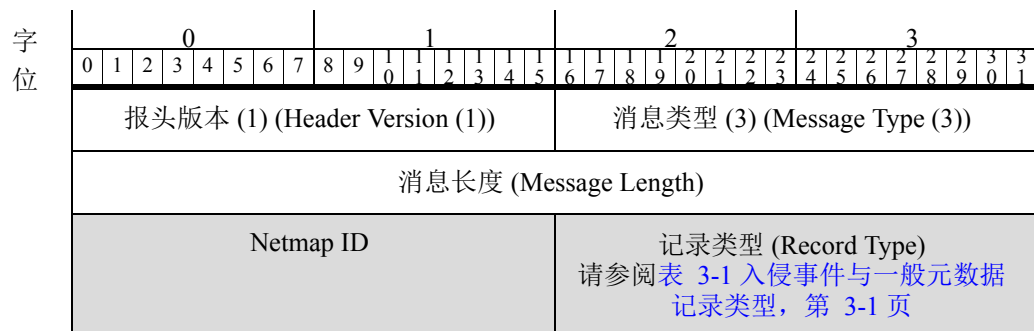 字 0 1 2 3
位 0 1 2 3 4 5 6 7 8 9 10 11 12 13 14 15 16 17 18 19 20 21 22 23 24 25 26 27 28 29 30 31
报头版本 (1) (Header Version (1)) 消息类型 (3) (Message Type (3))
消息长度 (Message Length)
Netmap ID 记录类型 (Record Type)
请参阅表 3-1 入侵事件与一般元数据
记录类型，第 3-1 页